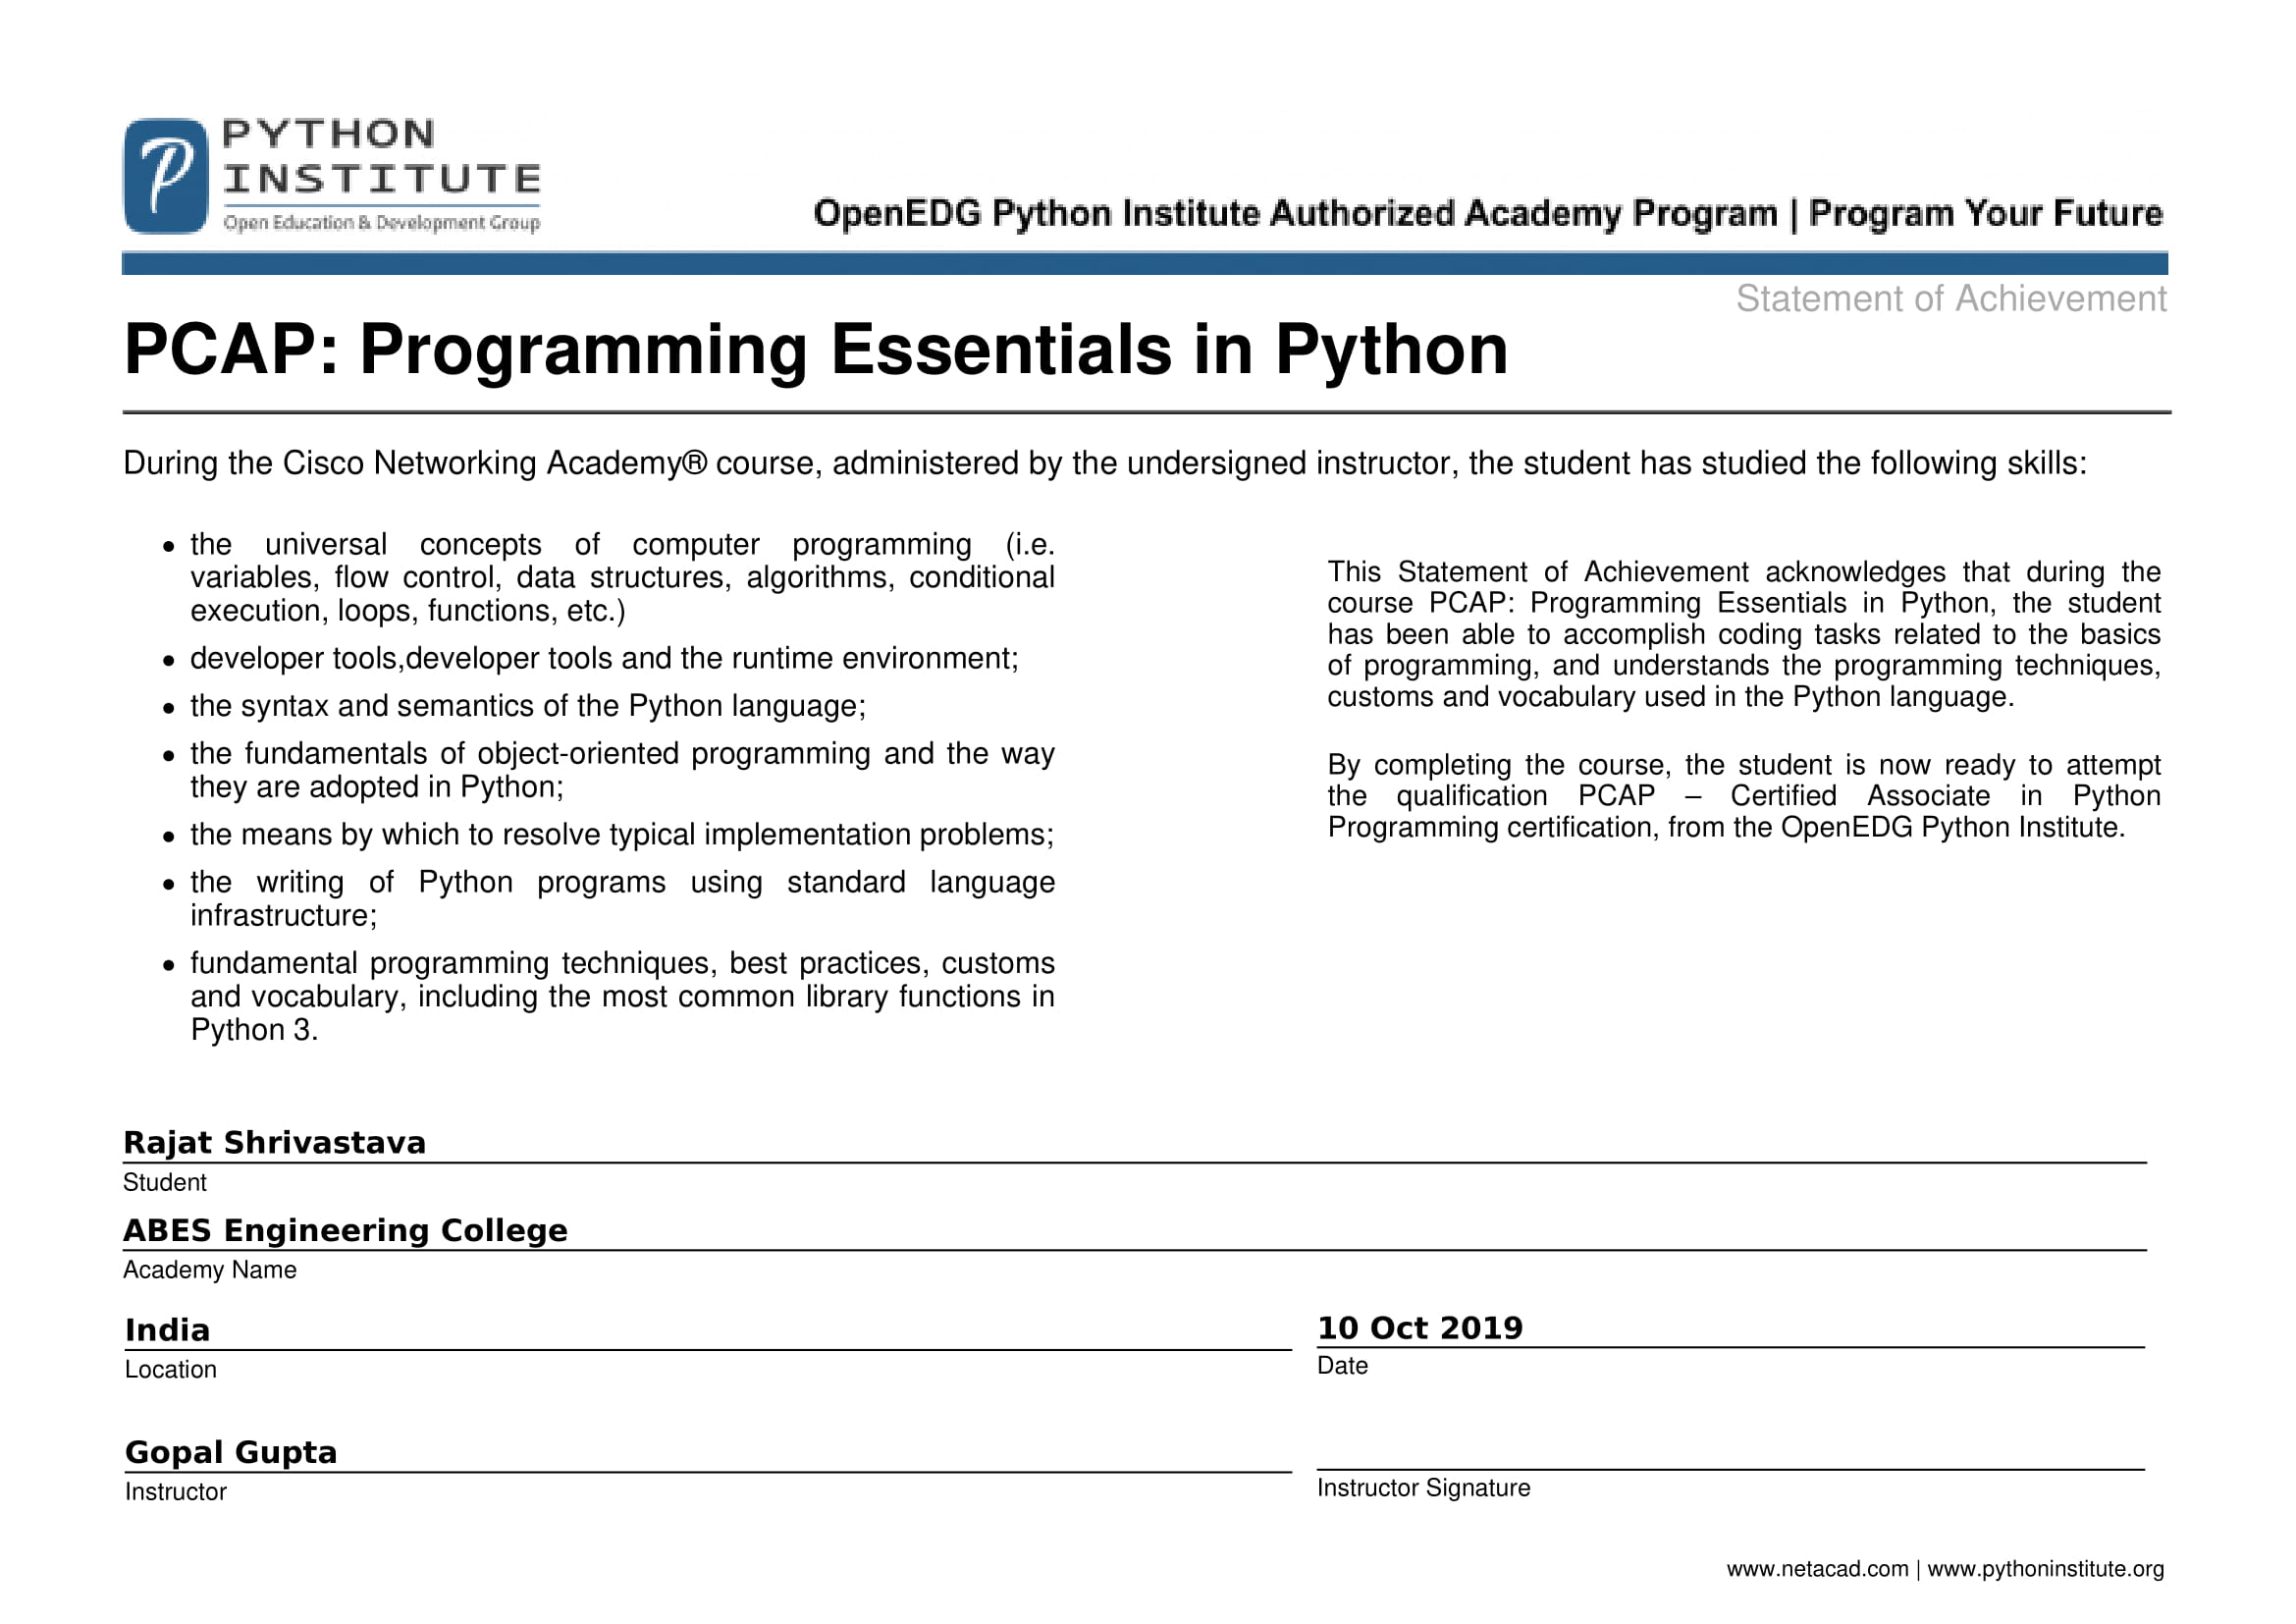 PYTHON
INSTITUTE
Open Education & Development Group
OpenEDG Python Institute Authorized Academy Program | Program Your Future
Statement of Achievement
PCAP: Programming Essentials in Python
During the Cisco Networking Academy® course, administered by the undersigned instructor, the student has studied the following skills:
• the universal concepts of computer programming (i.e.
variables, flow control, data structures, algorithms, conditional
execution, loops, functions, etc.)
• developer tools,developer tools and the runtime environment;
• the syntax and semantics of the Python language;
• the fundamentals of object-oriented programming and the way
they are adopted in Python;
• the means by which to resolve typical implementation problems;
• the writing of Python programs using standard language
infrastructure;
• fundamental programming techniques, best practices, customs
and vocabulary, including the most common library functions in
Python 3.
This Statement of Achievement acknowledges that during the
course PCAP: Programming Essentials in Python, the student
has been able to accomplish coding tasks related to the basics
of programming, and understands the programming techniques,
customs and vocabulary used in the Python language.
By completing the course, the student is now ready to attempt
the qualification PCAP – Certified Associate in Python
Programming certification, from the OpenEDG Python Institute.
Rajat Shrivastava
Student
ABES Engineering College
Academy Name
India
Location
10 Oct 2019
Date
Gopal Gupta
Instructor
Instructor Signature
www.netacad.com | www.pythoninstitute.org